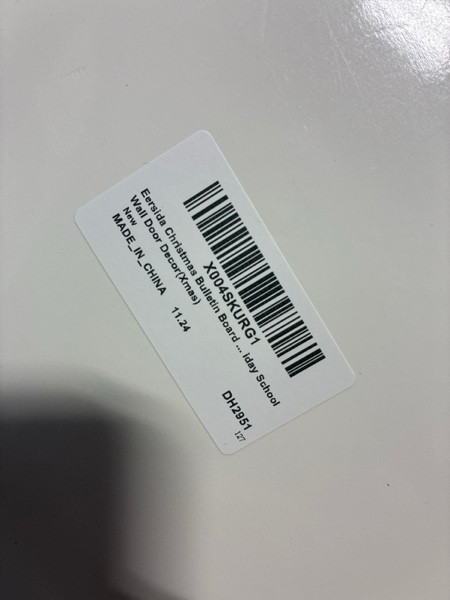 X004SKURG1
Eersida Christmas Bulletin Board ... iday School
Wall Door Decor(Xmas)
New
MADE_IN_CHINA 11.24 DH2951
127